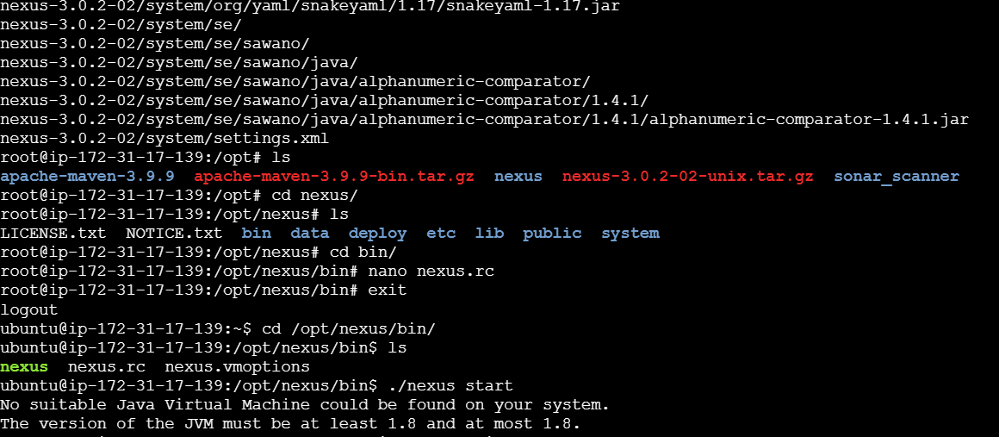 nexus-3.0.2-02/system/org/yaml/snakeyaml/1.17/snakeyaml-1.17.jar
nexus-3.0.2-02/system/se/
nexus-3.0.2-02/system/se/sawano/
nexus-3.0.2-02/system/se/sawano/java/
nexus-3.0.2-02/system/se/sawano/java/alphanumeric-comparator/
nexus-3.0.2-02/system/se/sawano/java/alphanumeric-comparator/1.4.1/
nexus-3.0.2-02/system/se/sawano/java/alphanumeric-comparator/1.4.1/alphanumeric-comparator-1.4.1.jar
nexus-3.0.2-02/system/settings.xml
root@ip-172-31-17-139:/opt# ls
apache-maven-3.9.9  apache-maven-3.9.9-bin.tar.gz  nexus  nexus-3.0.2-02-unix.tar.gz  sonar_scanner
root@ip-172-31-17-139:/opt# cd nexus/
root@ip-172-31-17-139:/opt/nexus# ls
LICENSE.txt  NOTICE.txt  bin  data  deploy  etc  lib  public  system
root@ip-172-31-17-139:/opt/nexus# cd bin/
root@ip-172-31-17-139:/opt/nexus/bin# nano nexus.rc
root@ip-172-31-17-139:/opt/nexus/bin# exit
logout
ubuntu@ip-172-31-17-139:~$ cd /opt/nexus/bin/
ubuntu@ip-172-31-17-139:/opt/nexus/bin$ ls
nexus  nexus.rc  nexus.vmoptions
ubuntu@ip-172-31-17-139:/opt/nexus/bin$ ./nexus start
No suitable Java Virtual Machine could be found on your system.
The version of the JVM must be at least 1.8 and at most 1.8.